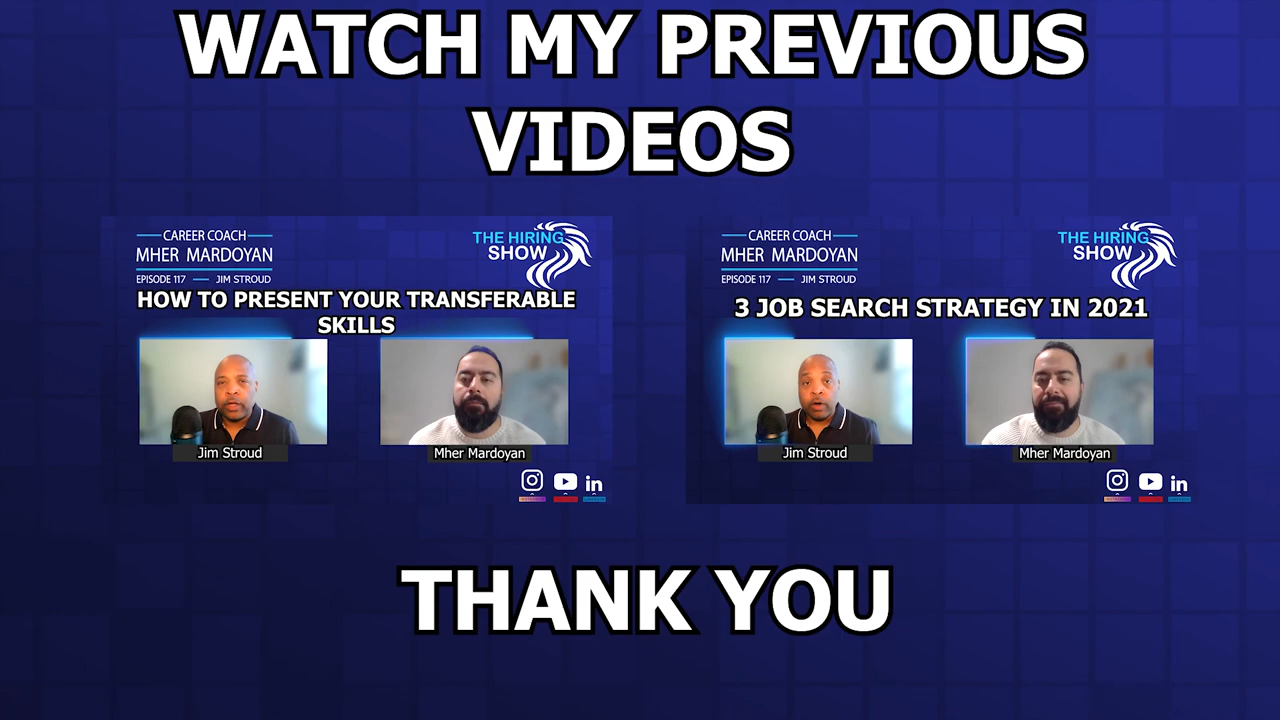 WATCH MY PREVIOUS
VIDEOS
CAREER COACH
MHER MARDOYAN
EPISODE 117 — JIM STROUD
THE HIRING
SHOW
HOW TO PRESENT YOUR TRANSFERABLE
SKILLS
Jim Stroud
Mher Mardoyan
in
CAREER COACH
MHER MARDOYAN
EPISODE 117 — JIM STROUD
THE HIRING
SHOW
3 JOB SEARCH STRATEGY IN 2021
Jim Stroud
Mher Mardoyan
in
THANK YOU